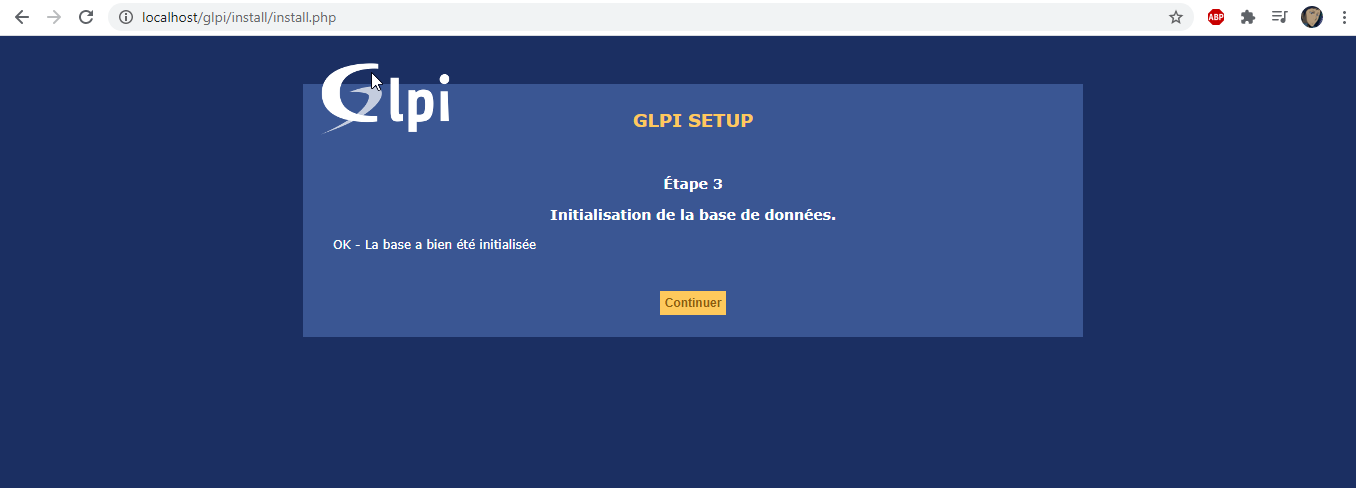 localhost/glpi/install/install.php
ABP
Glpi
GLPI SETUP
Étape 3
Initialisation de la base de données.
OK - La base a bien été initialisée
Continuer